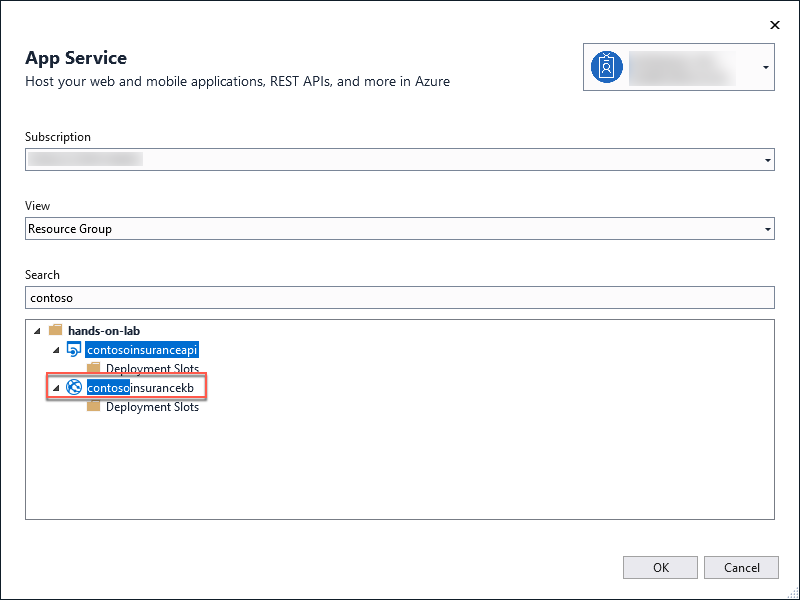 App Service
Host your web and mobile applications, REST APIs, and more in Azure
Subscription
View
Resource Group
Search
contoso
hands-on-lab
contosoinsuranceapi
Deployment Slots
contosoinsurancekb
Deployment Slots
OK
Cancel